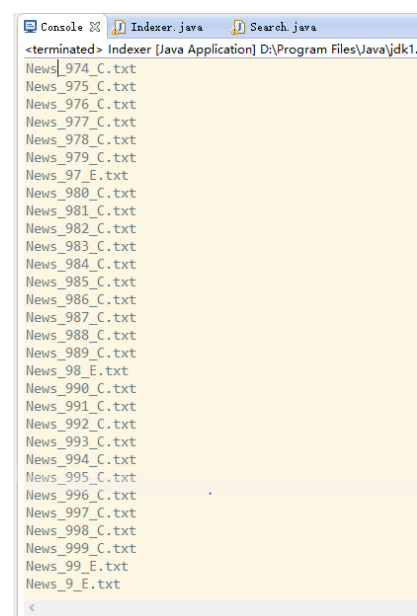 Console Indexer.java Search.java
<terminated> Indexer [Java Application] D:\Program Files\Java\jdk1.
News_974_C.txt
News_975_C.txt
News_976_C.txt
News_977_C.txt
News_978_C.txt
News_979_C.txt
News_97_E.txt
News_980_C.txt
News_981_C.txt
News_982_C.txt
News_983_C.txt
News_984_C.txt
News_985_C.txt
News_986_C.txt
News_987_C.txt
News_988_C.txt
News_989_C.txt
News_98_E.txt
News_990_C.txt
News_991_C.txt
News_992_C.txt
News_993_C.txt
News_994_C.txt
News_995_C.txt
News_996_C.txt
News_997_C.txt
News_998_C.txt
News_999_C.txt
News_99_E.txt
News_9_E.txt